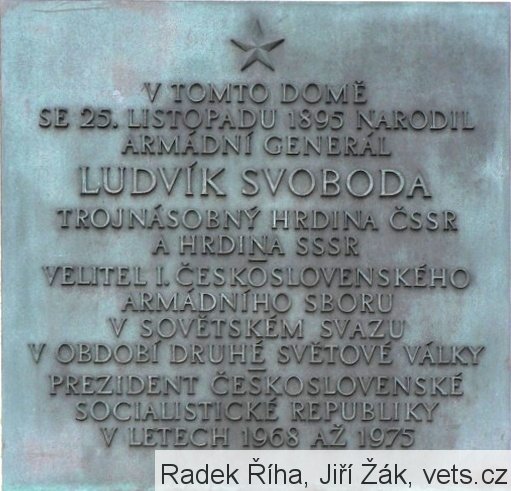 V TOMTO DOMĚ
SE 25. LISTOPADU 1895 NARODIL
ARMÁDNÍ GENERÁL
LUDVÍK SVOBODA
TROJNÁSOBNÝ HRDINA ČSSR
A HRDINA SSSR
–
VELITEL I. ČESKOSLOVENSKÉHO
ARMÁDNÍHO SBORU
V SOVĚTSKÉM SVAZU
V OBDOBÍ DRUHÉ SVĚTOVÉ VÁLKY
–
PREZIDENT ČESKOSLOVENSKÉ
SOCIALISTICKÉ REPUBLIKY
V LETECH 1968 AŽ 1975
Radek Říha, Jiří Žák, vets.cz